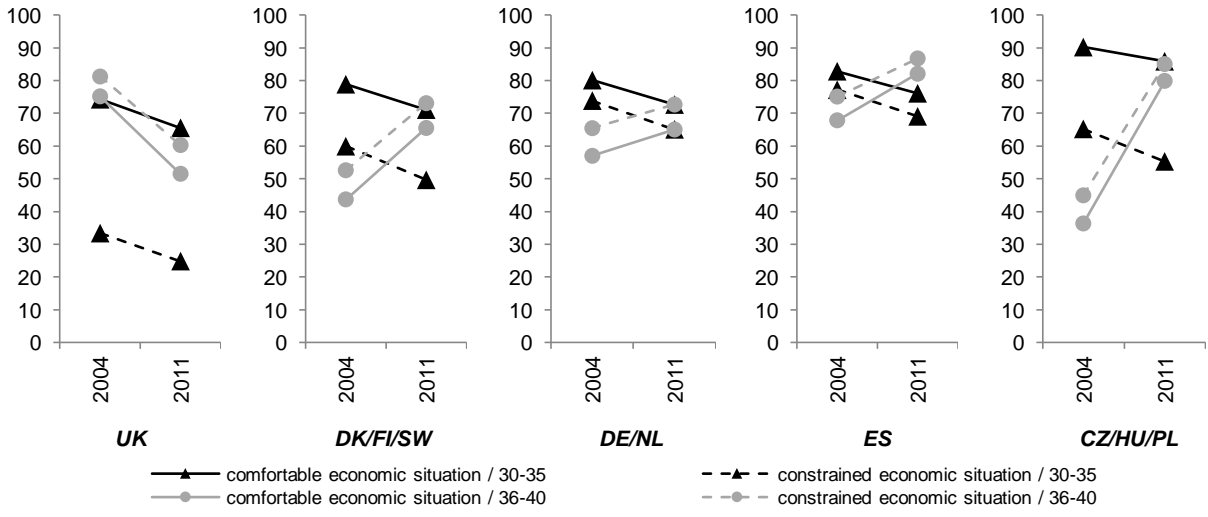 100 100 100 100 100
90 90 90 90 90
80 80 80 80 80
70 70 70 70 70
60 60 60 60 60
50 50 50 50 50
40 40 40 40 40
30 30 30 30 30
20 20 20 20 20
10 10 10 10 10
0 0 0 0 0
2004 2011 2004 2011 2004 2011 2004 2011 2004 2011
UK DK/FI/SW DE/NL ES CZ/HU/PL
comfortable economic situation / 30-35 constrained economic situation / 30-35
comfortable economic situation / 36-40 constrained economic situation / 36-40